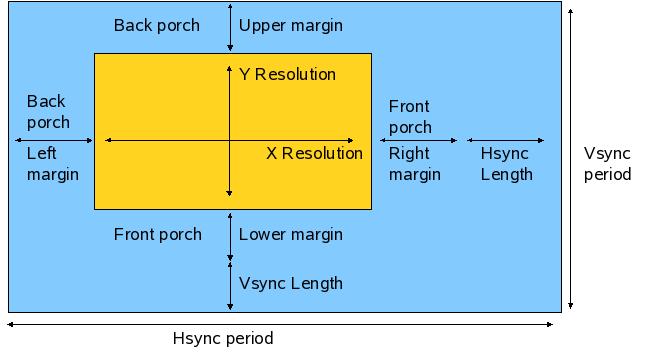 Back porch
Upper margin
Y Resolution
Back
porch
Left
margin
X Resolution
Front
porch
Right
margin
Hsync
Length
Vsync
period
Front porch
Lower margin
Vsync Length
Hsync period